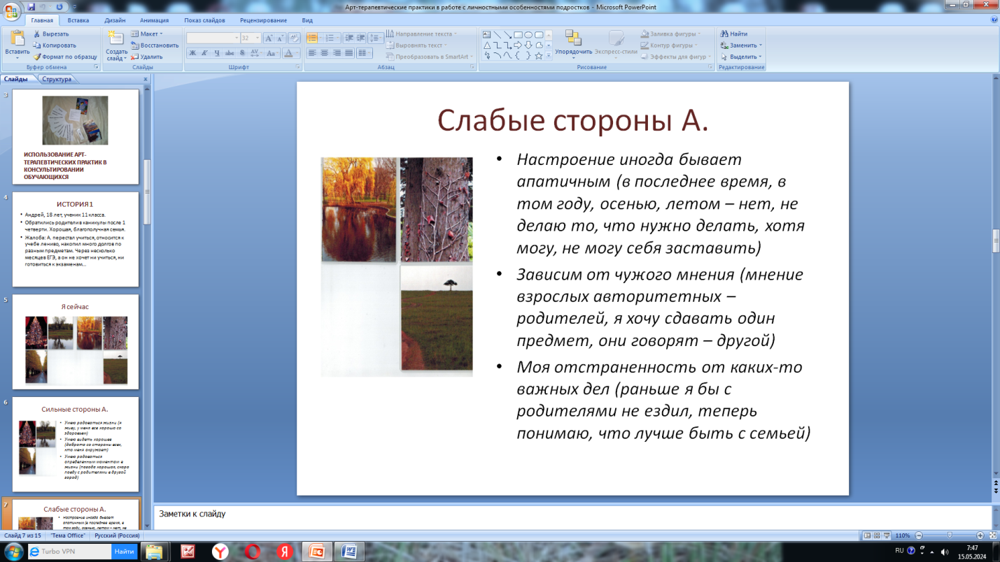 Арт-терапевтические практики в работе с личностными особенностями подростков - Microsoft PowerPoint
Главная Вставка Дизайн Анимация Показ слайдов Рецензирование Вид
Вставить
Вырезать
Копировать
Формат по образцу
Буфер обмена
Создать слайд
Макет
Восстановить
Удалить
Слайды
32
Ж К Ч abc S AV Aa А
Шрифт
Направление текста
Выровнять текст
Преобразовать в SmartArt
Абзац
Упорядочить
Экспресс-стили
Заливка фигуры
Контур фигуры
Эффекты для фигур
Рисование
Найти
Заменить
Выделить
Редактирование
Слайды Структура
3
ИСПОЛЬЗОВАНИЕ АРТ-
ТЕРАПЕВТИЧЕСКИХ ПРАКТИК В
КОНСУЛЬТИРОВАНИИ
ОБУЧАЮЩИХСЯ
4
ИСТОРИЯ 1
• Андрей, 18 лет, ученик 11 класса.
• Обратились родители в каникулы после 1
четверти. Хорошая, благополучная семья.
• Жалоба: А. перестал учиться, относится к
учебе лениво, накопил много долгов по
разным предметам. Через несколько
месяцев ЕГЭ, а он не хочет ни учиться, ни
готовиться к экзаменам…
5
Я сейчас
6
Сильные стороны А.
• Умею радоваться жизни (я
живу, у меня все хорошо со
здоровьем)
• Умею видеть хорошее
(доброта со стороны всех,
кто меня окружает)
• Умею радоваться
определенным моментам в
жизни (погода хорошая, скоро
поеду с родителями в другой
город)
7
Слабые стороны А.
• Настроение иногда бывает
апатичным (в последнее время, в
том году, осенью, летом – нет, не
Слабые стороны А.
• Настроение иногда бывает
апатичным (в последнее время, в
том году, осенью, летом – нет, не
делаю то, что нужно делать, хотя
могу, не могу себя заставить)
• Зависим от чужого мнения (мнение
взрослых авторитетных –
родителей, я хочу сдавать один
предмет, они говорят – другой)
• Моя отстраненность от каких-то
важных дел (раньше я бы с
родителями не ездил, теперь
понимаю, что лучше быть с семьей)
Заметки к слайду
Слайд 7 из 15 "Тема Office" Русский (Россия)
110%
Turbo VPN Найти
RU
7:47
15.05.2024